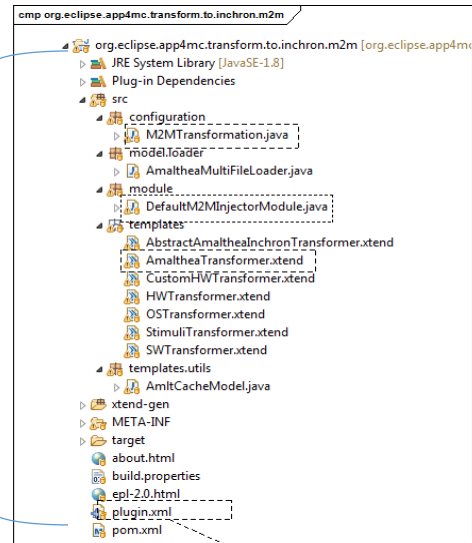 cmp org.eclipse.app4mc.transform.to.inchron.m2m
org.eclipse.app4mc.transform.to.inchron.m2m [org.eclipse.app4mc
JRE System Library [JavaSE-1.8]
Plug-in Dependencies
src
configuration
M2MTransformation.java
model.loader
AmaltheaMultiFileLoader.java
module
DefaultM2MInjectorModule.java
templates
AbstractAmaltheaInchronTransformer.xtend
AmaltheaTransformer.xtend
CustomHWTransformer.xtend
HWTransformer.xtend
OSTransformer.xtend
StimuliTransformer.xtend
SWTransformer.xtend
templates.utils
AmltCacheModel.java
xtend-gen
META-INF
target
about.html
build.properties
epl-2.0.html
plugin.xml
pom.xml